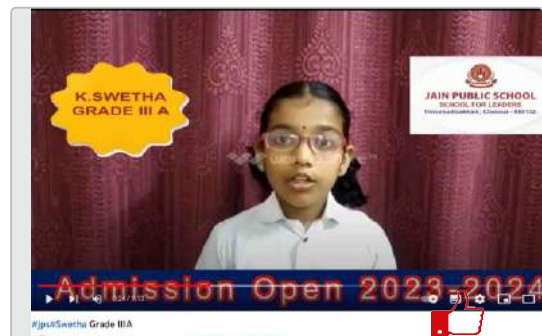 K.SWETHA
GRADE III A
JAIN PUBLIC SCHOOL
SCHOOL FOR LEADERS
Admission Open 2023-2024
#jps#Swetha Grade IIIA